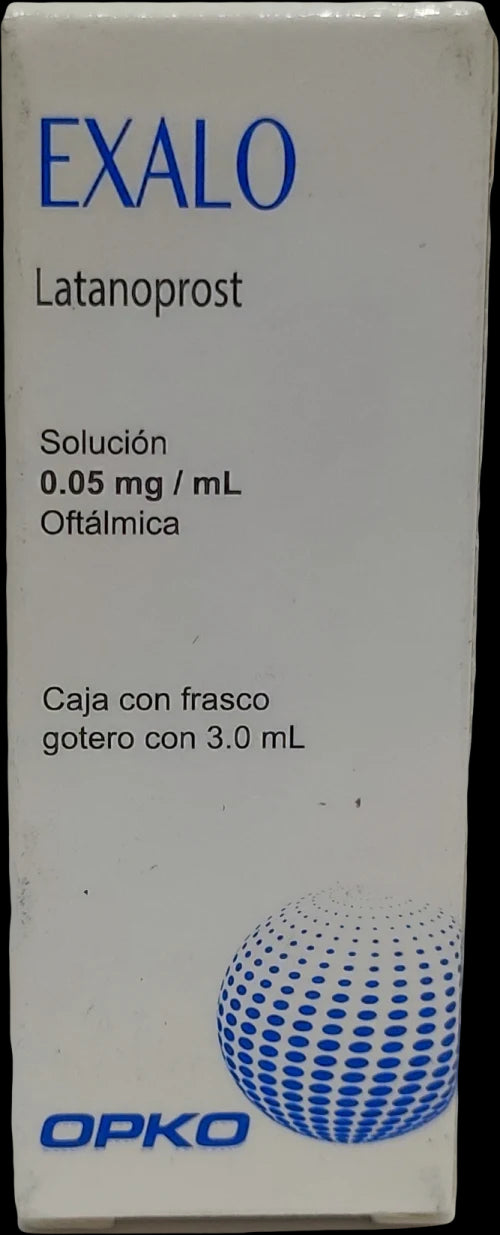 EXALO
Latanoprost
Solución
0.05 mg / mL
Oftálmica
Caja con frasco
gotero con 3.0 mL
OPKO